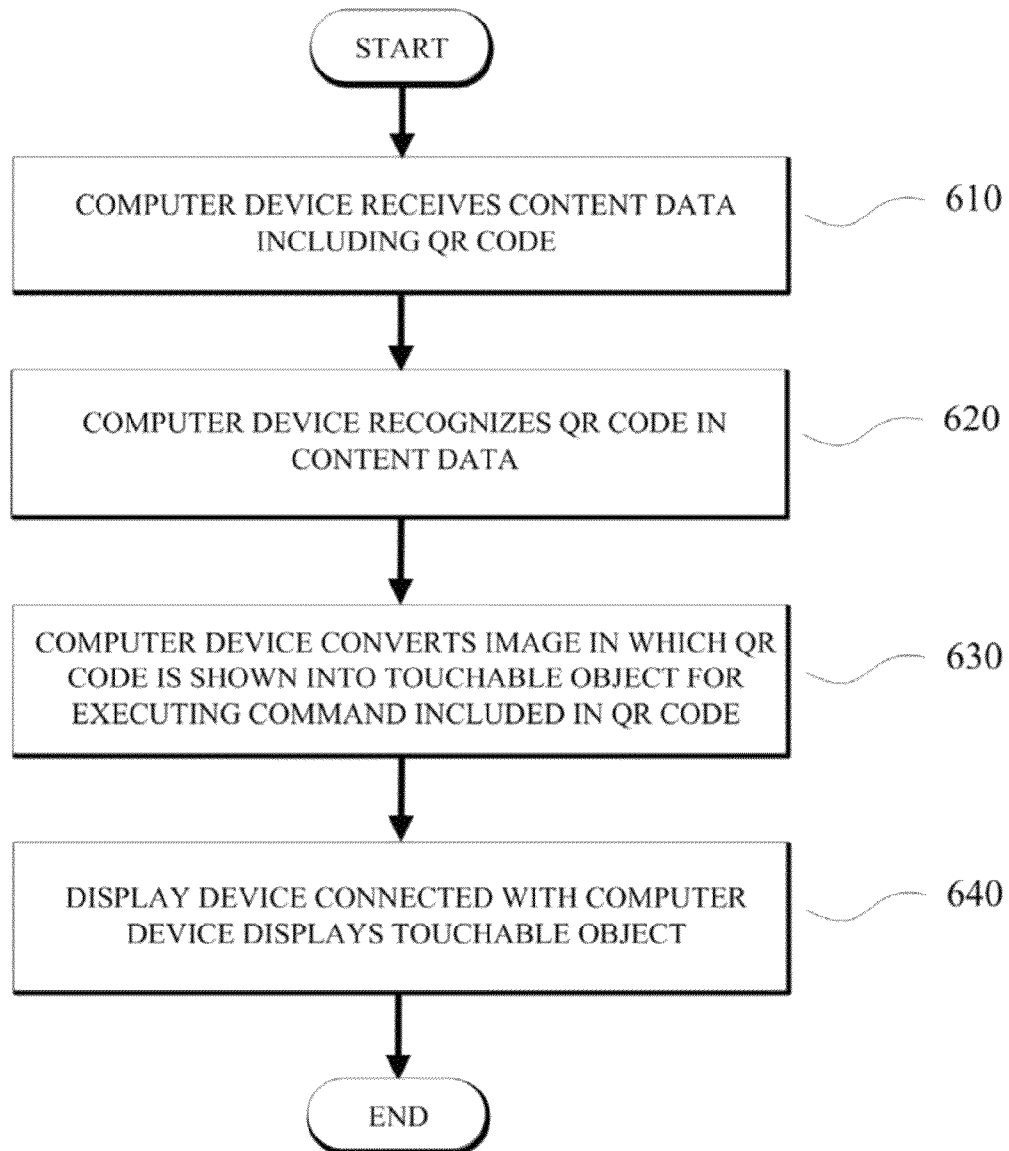 START
COMPUTER DEVICE RECEIVES CONTENT DATA
INCLUDING QR CODE
610
COMPUTER DEVICE RECOGNIZES QR CODE IN
CONTENT DATA
620
COMPUTER DEVICE CONVERTS IMAGE IN WHICH QR
CODE IS SHOWN INTO TOUCHABLE OBJECT FOR
EXECUTING COMMAND INCLUDED IN QR CODE
630
DISPLAY DEVICE CONNECTED WITH COMPUTER
DEVICE DISPLAYS TOUCHABLE OBJECT
640
END